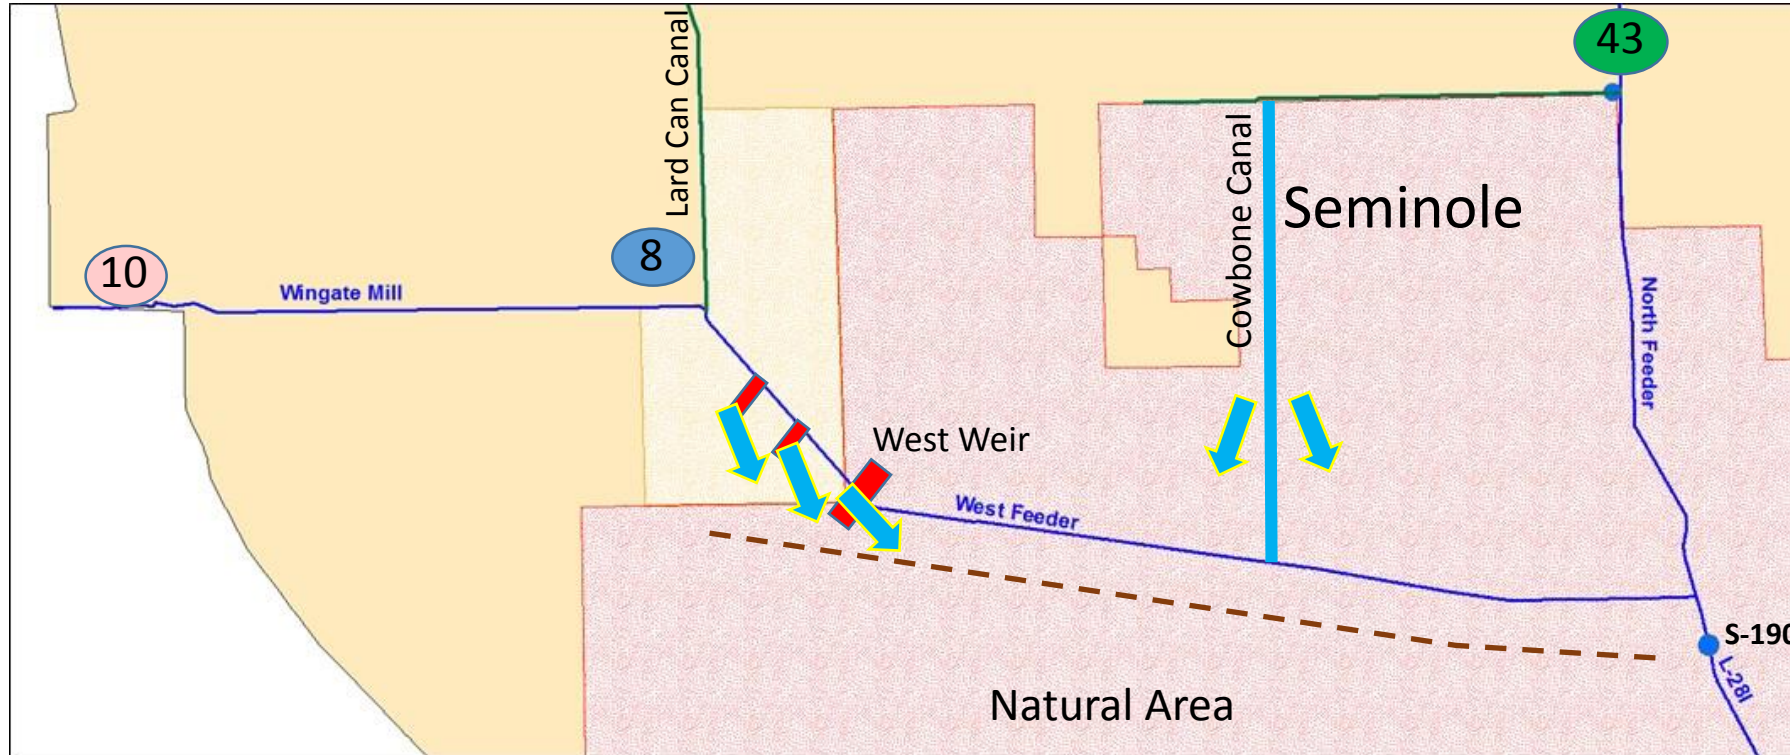 43
Lard Can Canal
Cowbone Canal
Seminole
8
10
Wingate Mill
North Feeder
West Weir
West Feeder
S-190
L-28I
Natural Area